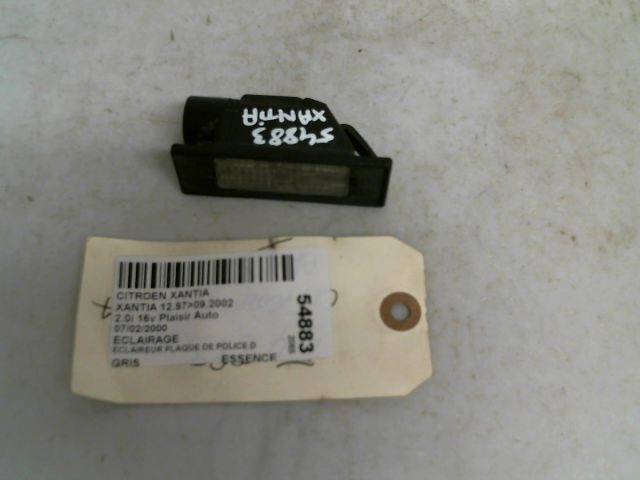 54883
XANTIA
CITROEN XANTIA
XANTIA 12.97>09.2002
2.0i 16v Plaisir Auto
07/02/2000
ECLAIRAGE
ECLAIREUR PLAQUE DE POLICE D
GRIS ESSENCE
54883